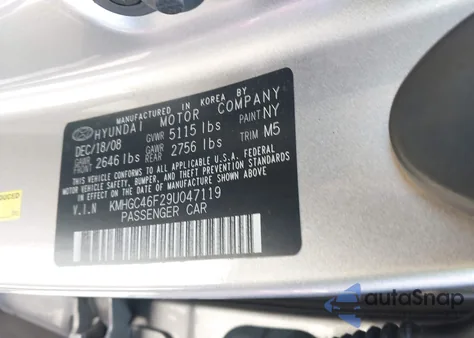 MANUFACTURED IN KOREA BY
HYUNDAI MOTOR COMPANY
DEC/18/08 GVWR 5115 lbs PAINT NY
GAWR FRONT 2646 lbs GAWR REAR 2756 lbs TRIM M5
THIS VEHICLE CONFORMS TO ALL APPLICABLE U.S.A. FEDERAL
MOTOR VEHICLE SAFETY, BUMPER, AND THEFT PREVENTION STANDARDS
IN EFFECT ON THE DATE OF MANUFACTURE SHOWN ABOVE.
V.I.N KMHGC46F29U047119
PASSENGER CAR
autoSnap